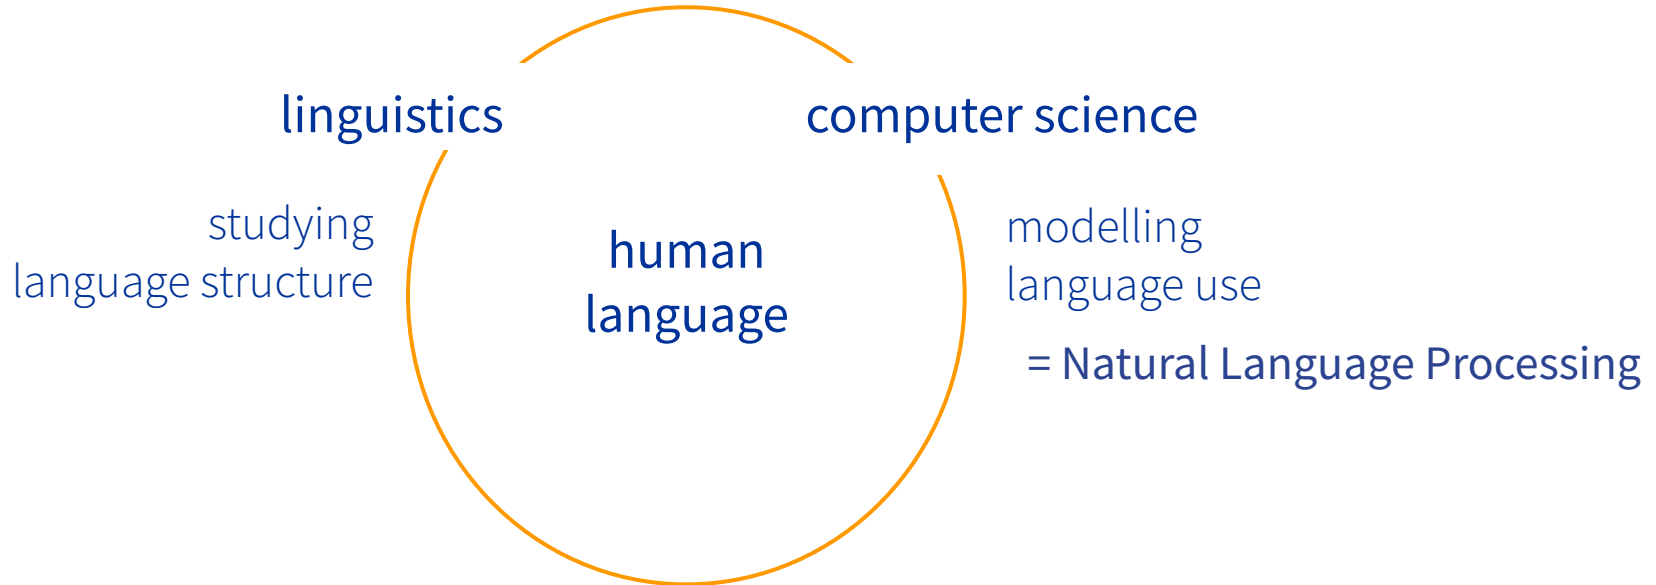 linguistics
computer science
studying
language structure
human
language
modelling
language use
= Natural Language Processing